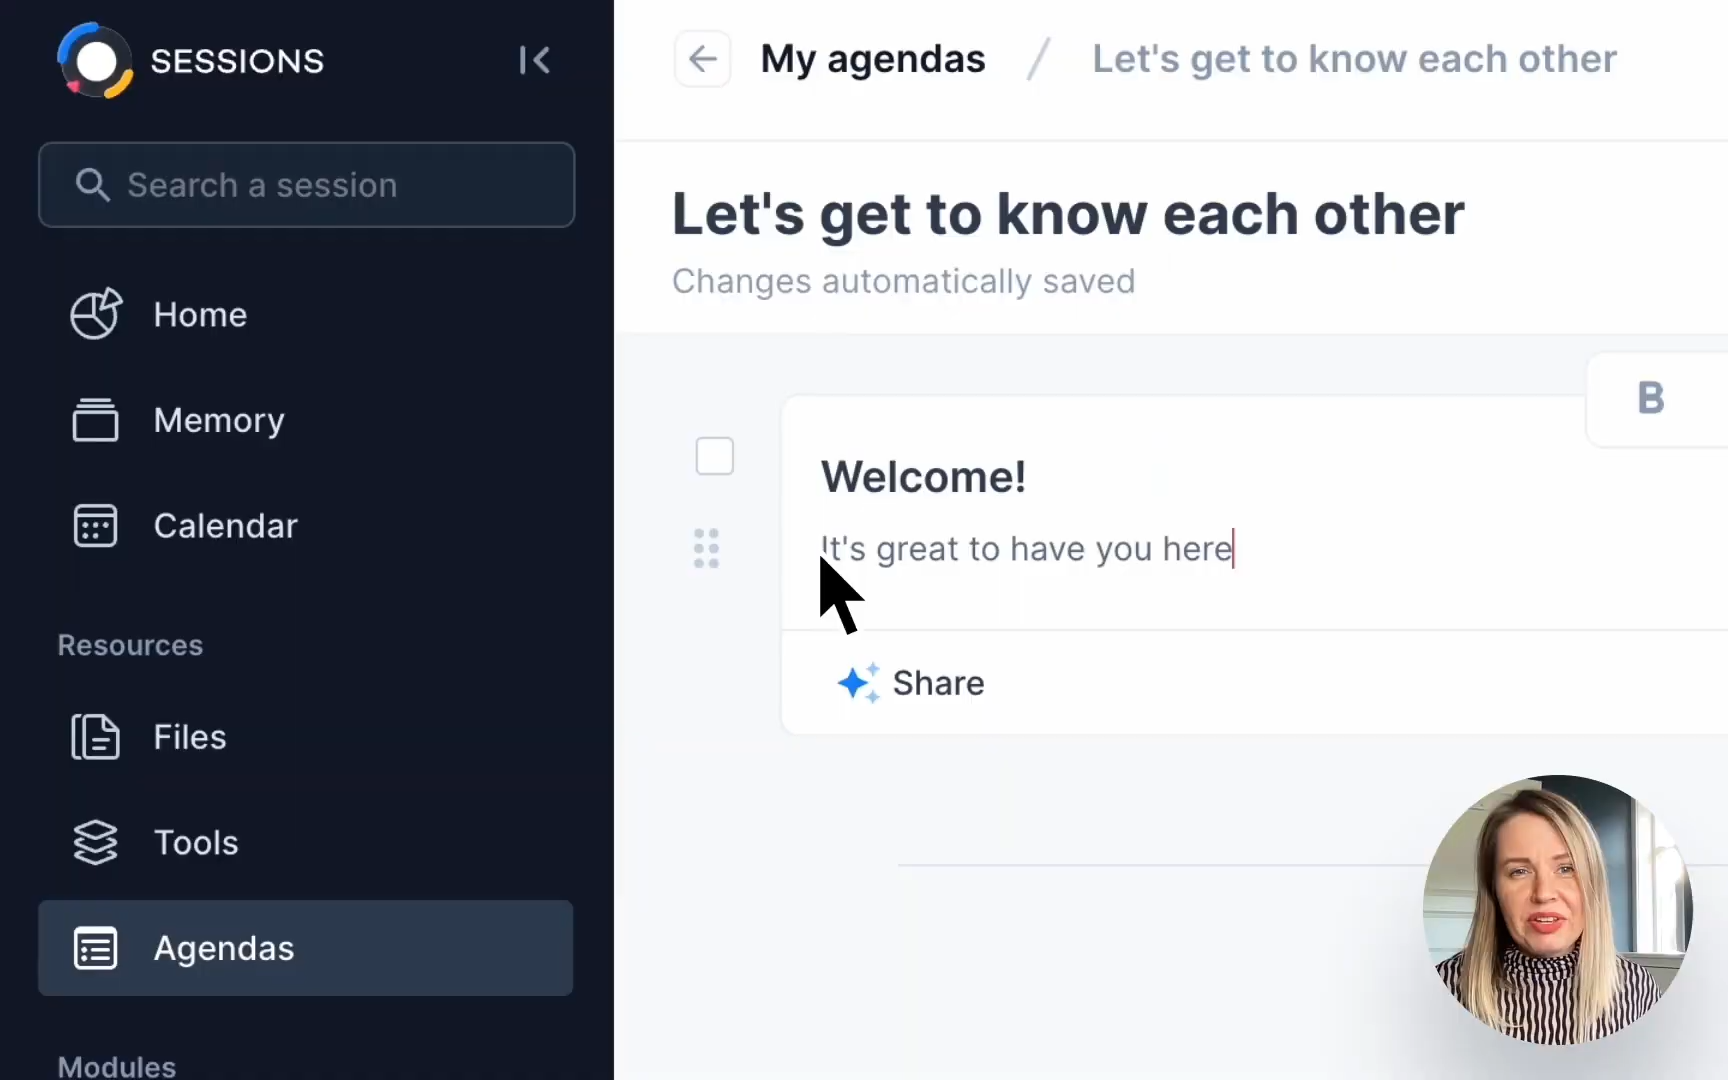 SESSIONS
Search a session
Home
Memory
Calendar
Resources
Files
Tools
Agendas
Modules
My agendas / Let's get to know each other
Let's get to know each other
Changes automatically saved
B
Welcome!
It's great to have you here
Share